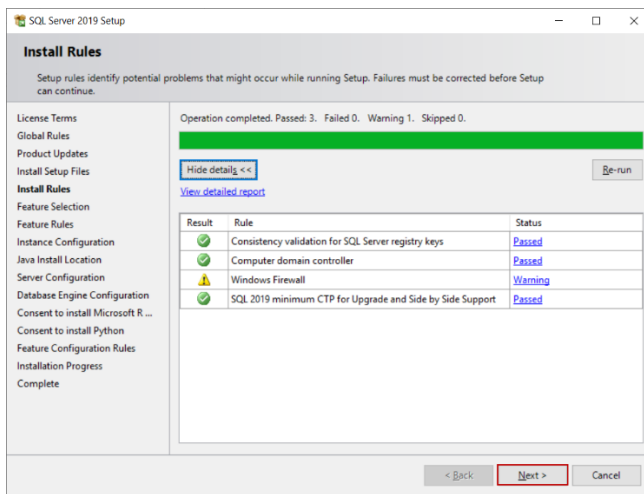 SQL Server 2019 Setup
Install Rules
Setup rules identify potential problems that might occur while running Setup. Failures must be corrected before Setup
can continue.
License Terms
Global Rules
Product Updates
Install Setup Files
Install Rules
Feature Selection
Feature Rules
Instance Configuration
Java Install Location
Server Configuration
Database Engine Configuration
Consent to install Microsoft R ...
Consent to install Python
Feature Configuration Rules
Installation Progress
Complete
Operation completed. Passed: 3. Failed 0. Warning 1. Skipped 0.
Hide details <<
Re-run
View detailed report
Result Rule Status
Consistency validation for SQL Server registry keys Passed
Computer domain controller Passed
Windows Firewall Warning
SQL 2019 minimum CTP for Upgrade and Side by Side Support Passed
< Back Next > Cancel